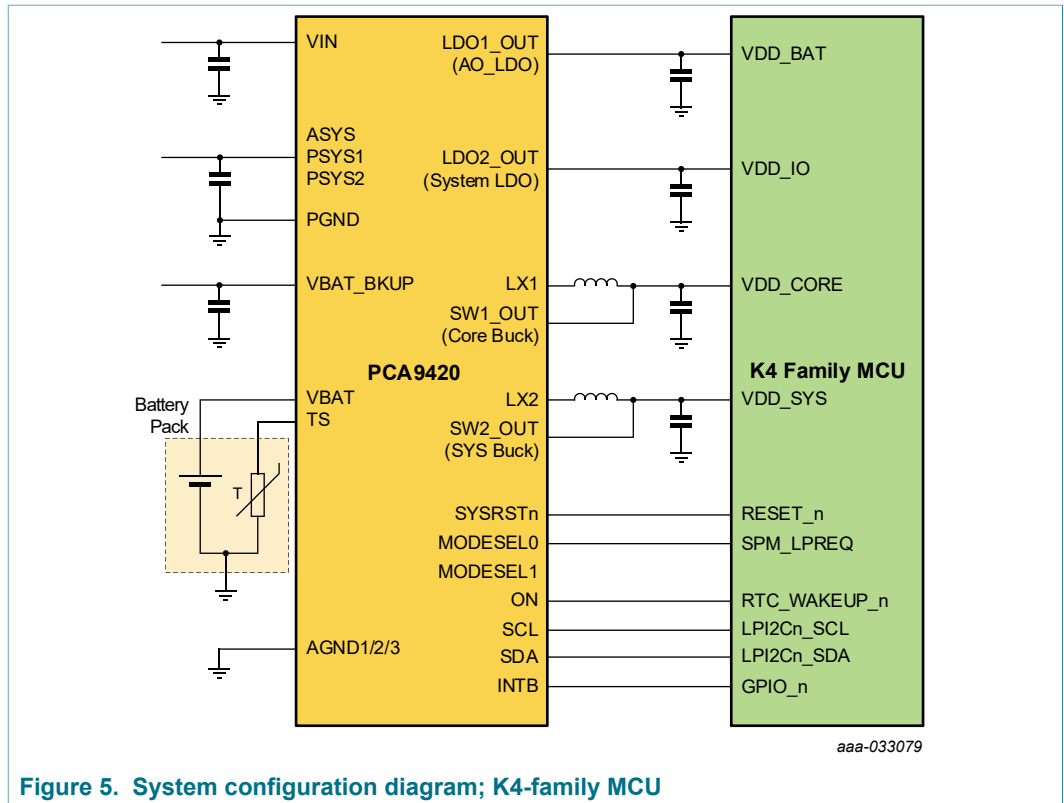 VIN
ASYS
PSYS1
PSYS2
PGND
VBAT_BKUP
VBAT
TS
AGND1/2/3
Battery
Pack
T
LDO1_OUT
(AO_LDO)
LDO2_OUT
(System LDO)
LX1
SW1_OUT
(Core Buck)
PCA9420
LX2
SW2_OUT
(SYS Buck)
SYSRSTn
MODESEL0
MODESEL1
ON
SCL
SDA
INTB
VDD_BAT
VDD_IO
VDD_CORE
K4 Family MCU
VDD_SYS
RESET_n
SPM_LPREQ
RTC_WAKEUP_n
LPI2Cn_SCL
LPI2Cn_SDA
GPIO_n
aaa-033079
Figure 5. System configuration diagram; K4-family MCU